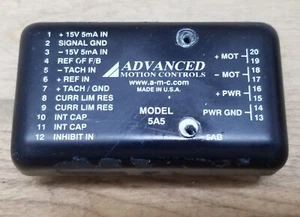 1 + 15V 5mA IN
2 SIGNAL GND
3 – 15V 5mA IN
4 REF OF F/B
5 – TACH IN
6 + REF IN
7 + TACH / GND
8 CURR LIM RES
9 CURR LIM RES
10 INT CAP
11 INT CAP
12 INHIBIT IN
ADVANCED
MOTION CONTROLS
a-m-c.com
MADE IN U.S.A.
MODEL
5A5
+ MOT 20
19
- MOT 18
17
+ PWR 16
15
PWR GND 14
13
5AB